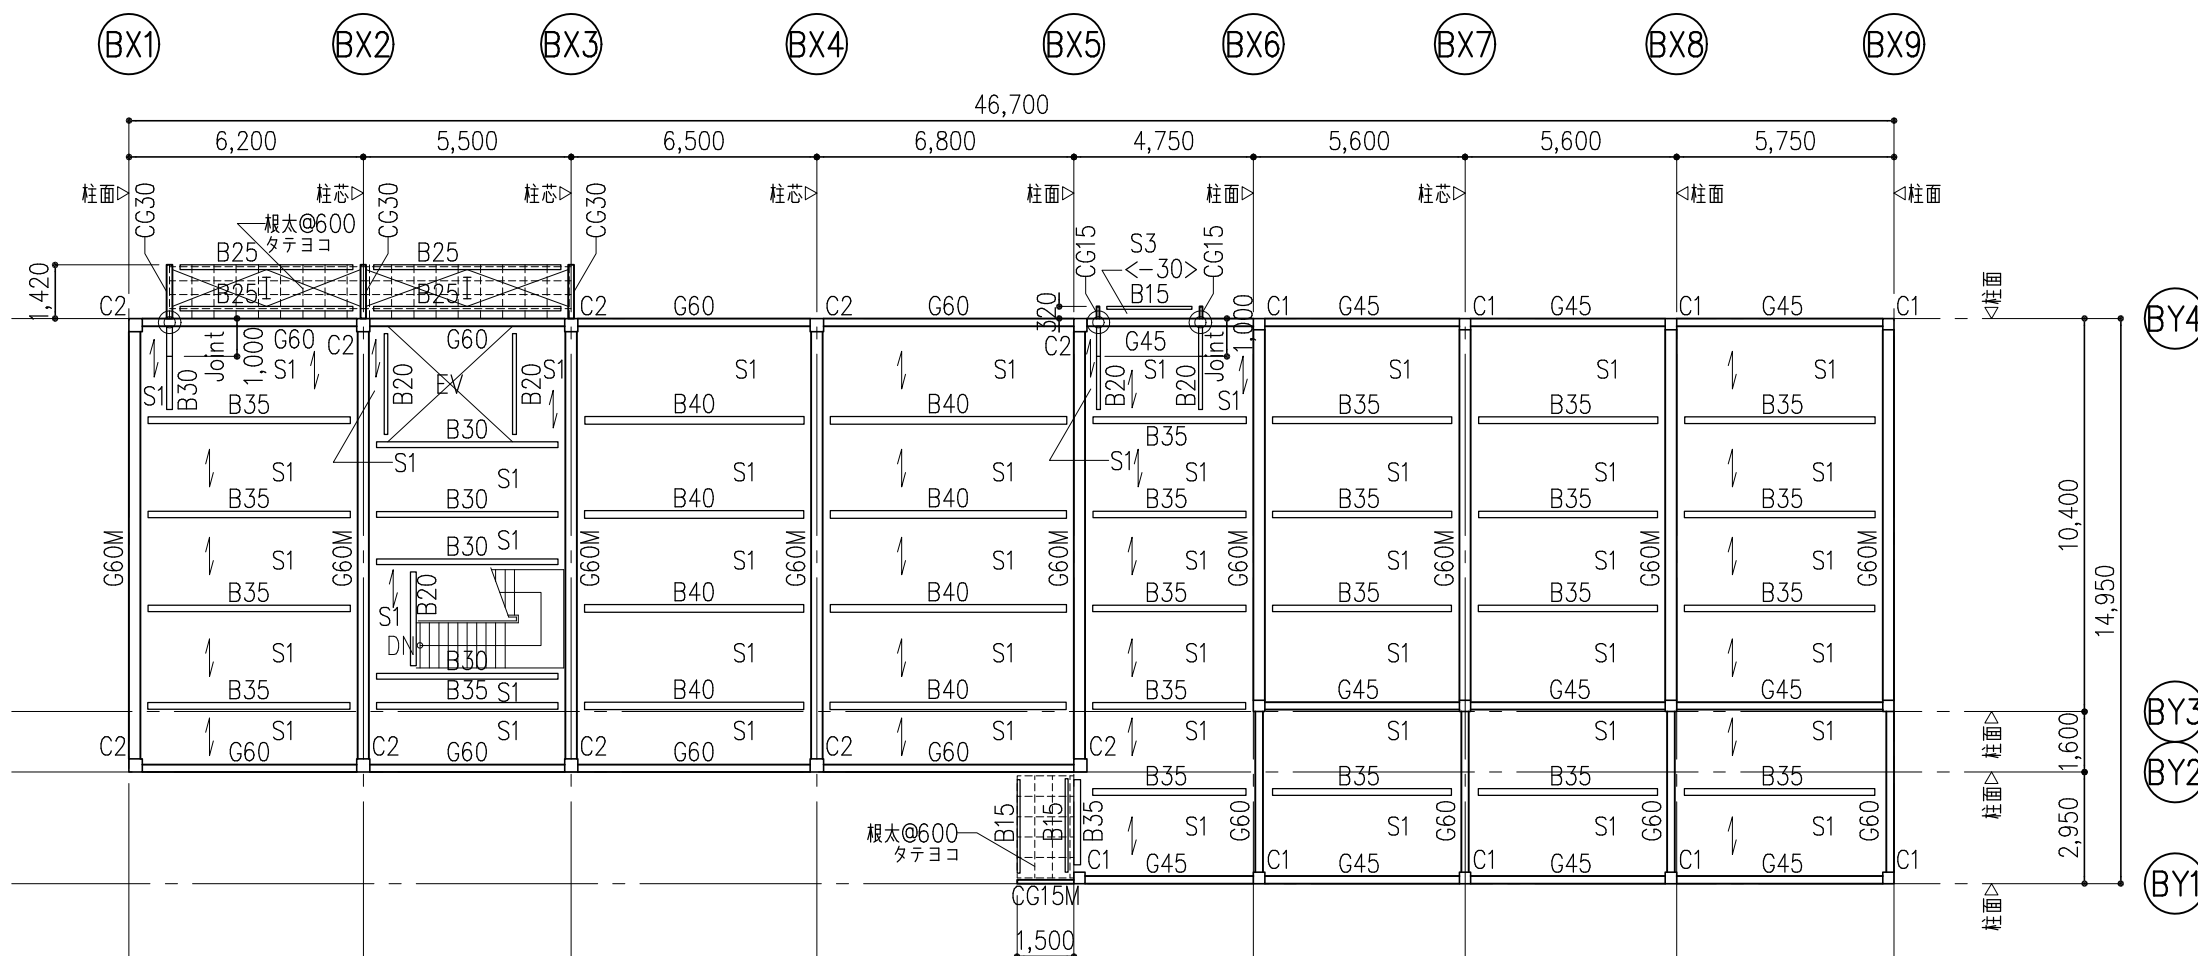 BX1 BX2 BX3 BX4 BX5 BX6 BX7 BX8 BX9
46,700
6,200 5,500 6,500 6,800 4,750 5,600 5,600 5,750
柱面 柱芯 柱芯 柱芯 柱面 柱面 柱芯 柱面 柱面
CG30 CG30 CG30 CG15 CG15
根太@600
タテヨコ
S3
<-30>
B25 B25
B25I B25I B15
1,420 320 柱面
C2 C2 G60 C2 G60 C1 G45 C1 G45 C1 G45 C1
BY4
G60 C2 G60 C2 G45
Joint 1,000 Joint 1,000
S1 B30 S1 B20 EV B20 S1 S1 S1 B20 S1 B20 S1 S1 S1 S1
B35 B40 B40 B35 B35 B35
B30 B35
S1 S1
S1 S1 S1 S1 S1 S1 S1 S1
B35 B30 B40 B40 B35 B35 B35 B35
G60M G60M G60M G60M G60M G60M G60M G60M
B30 S1
S1 S1 S1 S1 S1 S1 S1
10,400
14,950
B35 B20 B40 B40 B35 B35 B35 B35
S1
DN
S1 B30 S1 S1 S1 S1 S1 S1
B35 B35 S1 B40 B40 B35 G45 G45 G45
BY3
S1 S1 S1 S1 S1 S1 S1 S1
柱面 1,600
C2 G60 C2 G60 C2 G60 C2 G60 C2
BY2
B35 B35 B35 B35
柱面
B15 B15 B35 G60 G60 G60 G60
根太@600
タテヨコ
S1 S1 S1 S1
2,950
C1 G45 C1 G45 C1 G45 C1 G45 C1
BY1
CG15M
柱面
1,500